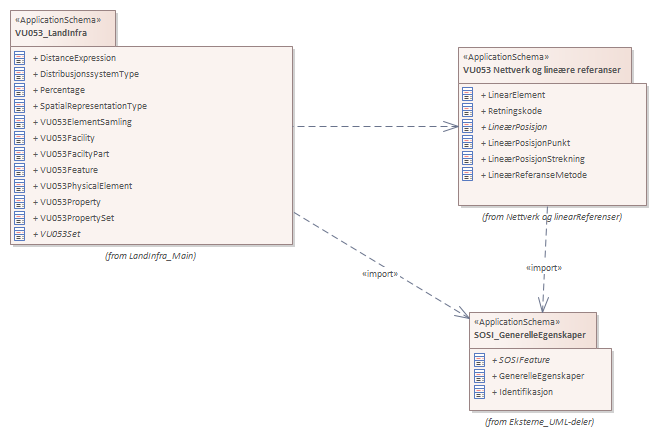 «ApplicationSchema»
VU053_LandInfra
+ DistanceExpression
+ DistribusjonssystemType
+ Percentage
+ SpatialRepresentationType
+ VU053ElementSamling
+ VU053Facility
+ VU053FaciltyPart
+ VU053Feature
+ VU053PhysicalElement
+ VU053Property
+ VU053PropertySet
+ VU053Set
(from LandInfra_Main)
«ApplicationSchema»
VU053 Nettverk og lineære referanser
+ LinearElement
+ Retningskode
+ LineærPosisjon
+ LineærPosisjonPunkt
+ LineærPosisjonStrekning
+ LineærReferanseMetode
(from Nettverk og linearReferenser)
«import»
«import»
«ApplicationSchema»
SOSI_GenerelleEgenskaper
+ SOSIFeature
+ GenerelleEgenskaper
+ Identifikasjon
(from Eksterne_UML-deler)